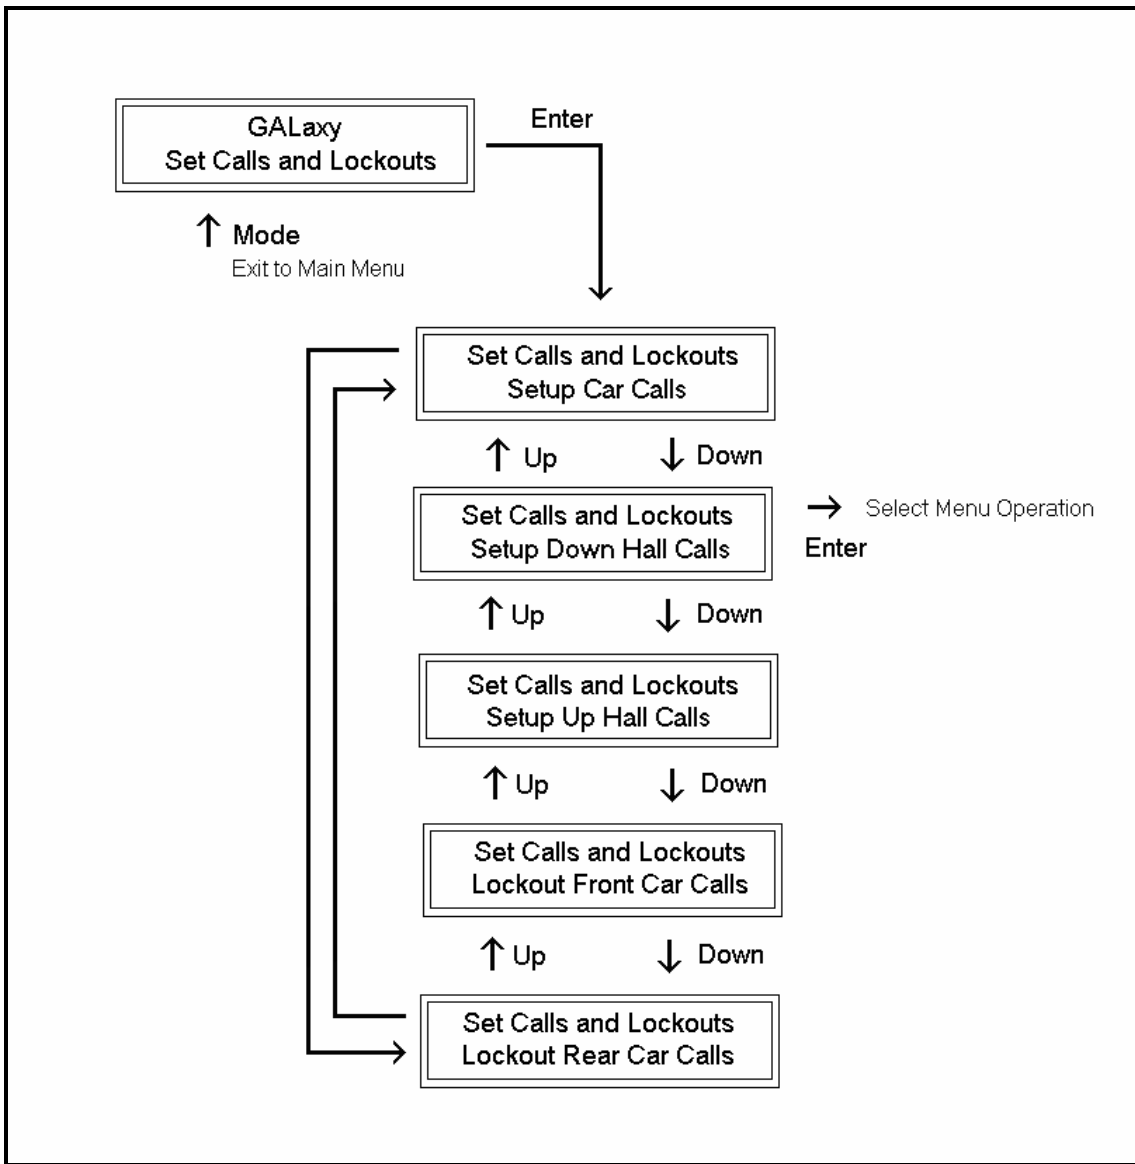 GALaxy
Set Calls and Lockouts
Enter
Mode
Exit to Main Menu
Set Calls and Lockouts
Setup Car Calls
Up
Down
Set Calls and Lockouts
Setup Down Hall Calls
Select Menu Operation
Enter
Up
Down
Set Calls and Lockouts
Setup Up Hall Calls
Up
Down
Set Calls and Lockouts
Lockout Front Car Calls
Up
Down
Set Calls and Lockouts
Lockout Rear Car Calls